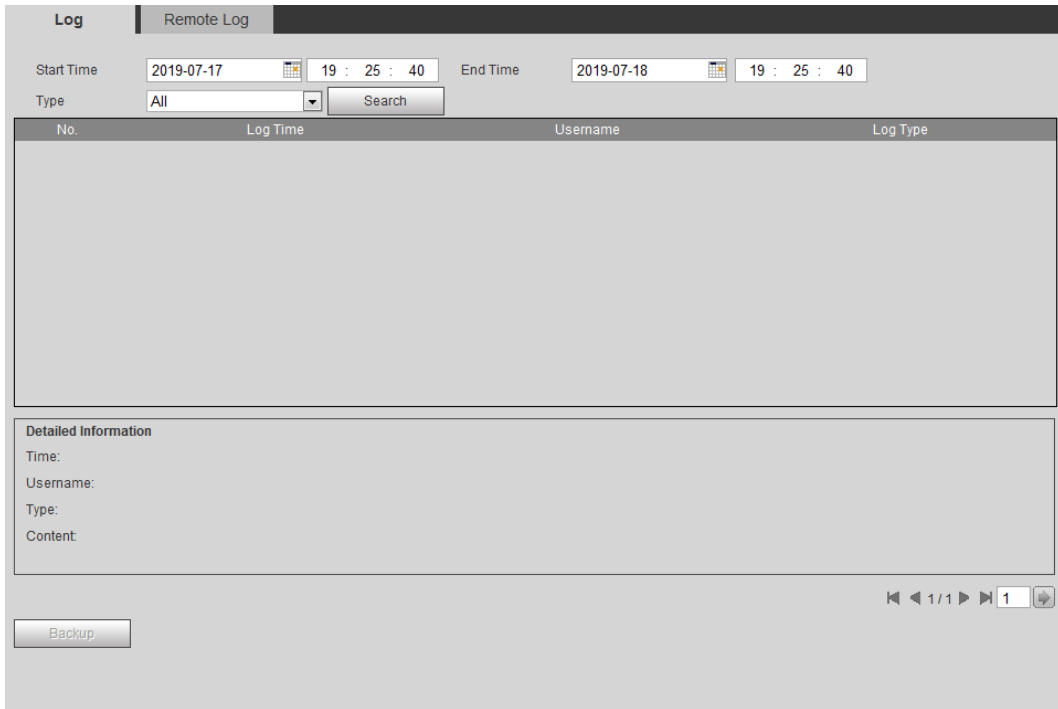 Log Remote Log
Start Time 2019-07-17 19 : 25 : 40 End Time 2019-07-18 19 : 25 : 40
Type All Search
No. Log Time Username Log Type
Detailed Information
Time:
Username:
Type:
Content:
1 / 1 1
Backup